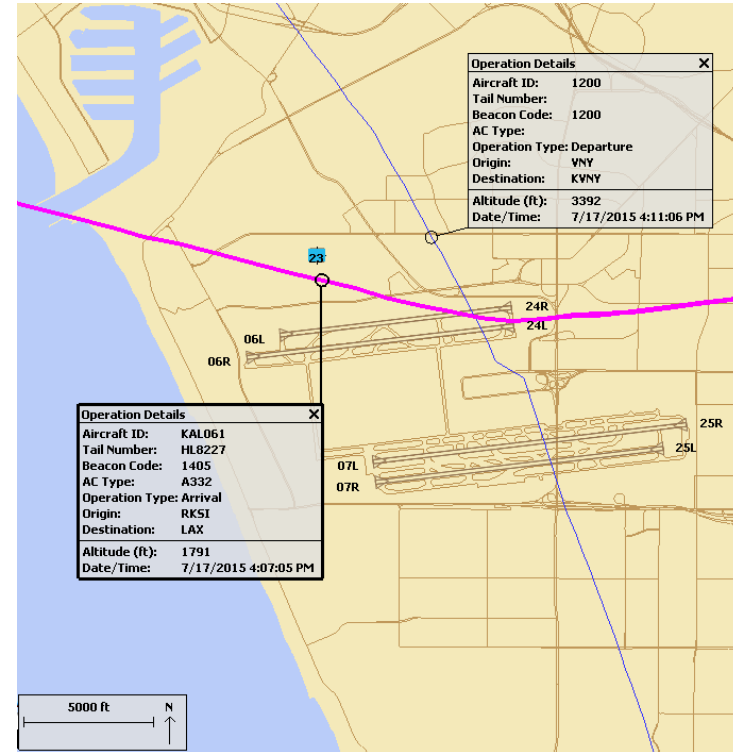 Operation Details X
Aircraft ID: 1200
Tail Number:
Beacon Code: 1200
AC Type:
Operation Type: Departure
Origin: VNY
Destination: KVNY
Altitude (ft): 3392
Date/Time: 7/17/2015 4:11:06 PM
23
24R
24L
06L
06R
Operation Details X
Aircraft ID: KAL061
Tail Number: HL8227
Beacon Code: 1405
AC Type: A332
Operation Type: Arrival
Origin: RKSI
Destination: LAX
Altitude (ft): 1791
Date/Time: 7/17/2015 4:07:05 PM
25R
25L
07L
07R
5000 ft N